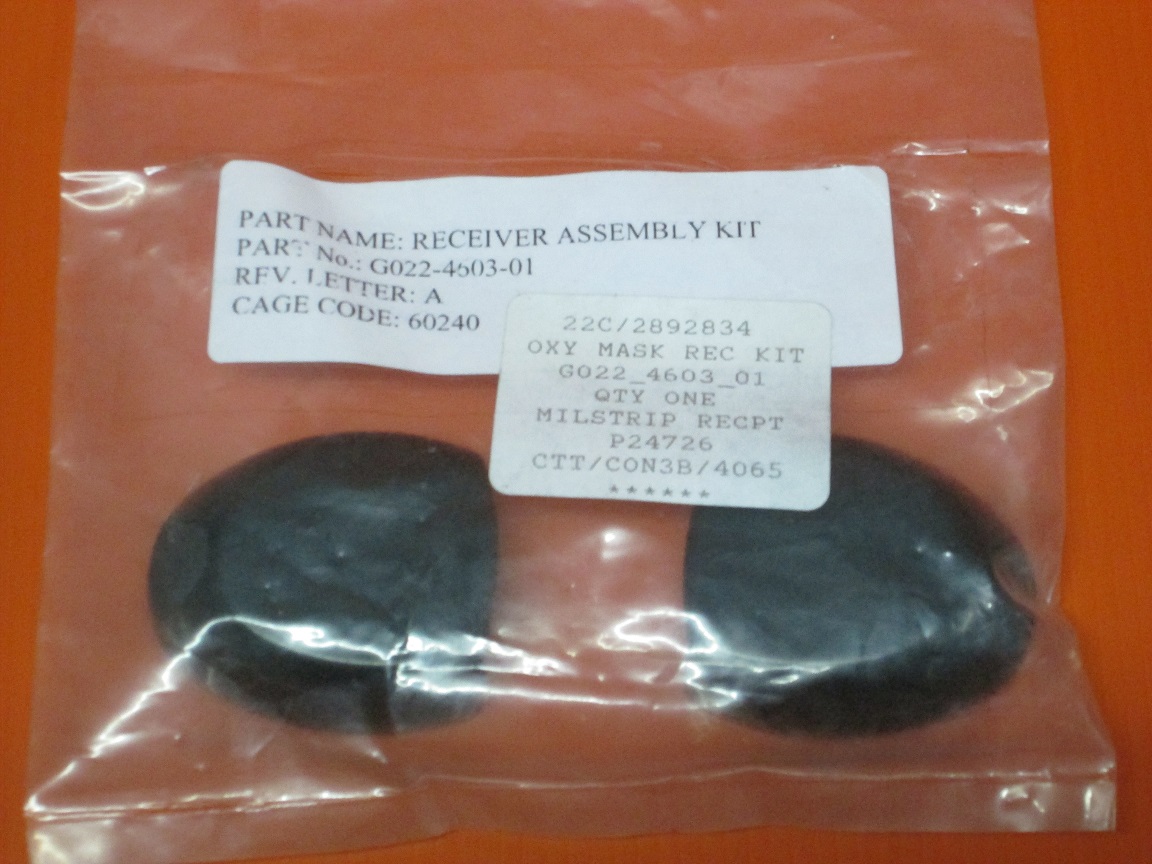 PART NAME: RECEIVER ASSEMBLY KIT
PART No.: G022-4603-01
REV. LETTER: A
CAGE CODE: 60240
22C/2892834
OXY MASK REC KIT
G022_4603_01
QTY ONE
MILSTRIP RECPT
P24726
CTT/CON3B/4065
******